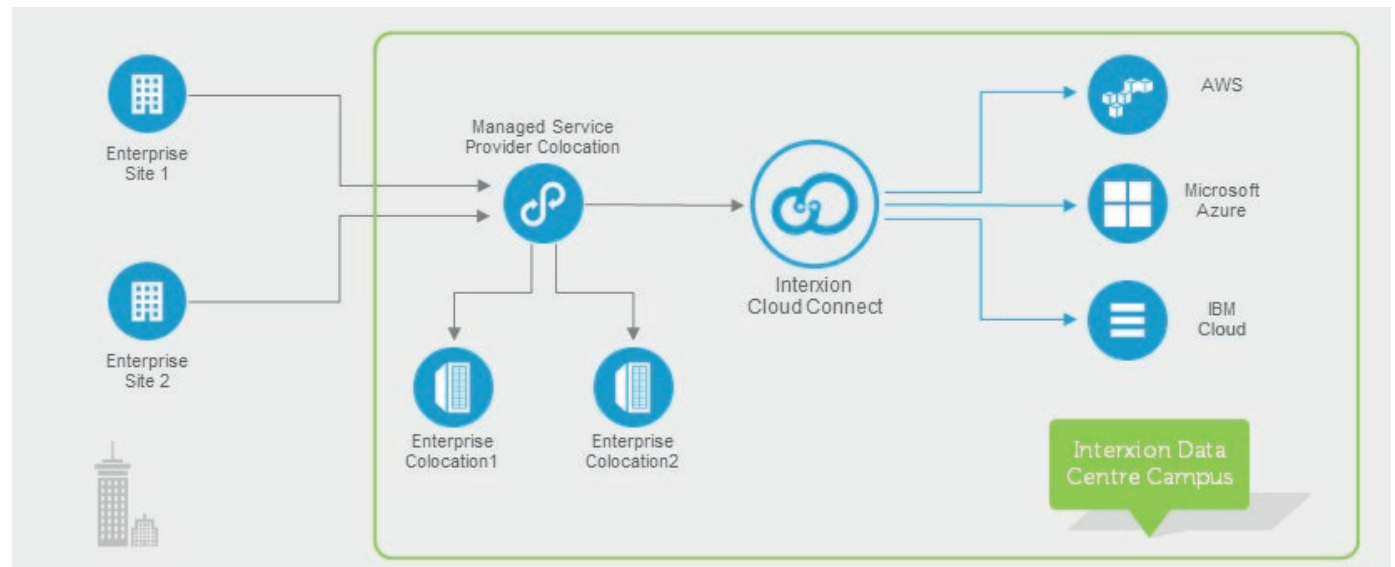 Enterprise
Site 1
Enterprise
Site 2
Managed Service
Provider Colocation
Enterprise
Colocation1
Enterprise
Colocation2
Interxion
Cloud Connect
AWS
Microsoft
Azure
IBM
Cloud
Interxion Data
Centre Campus